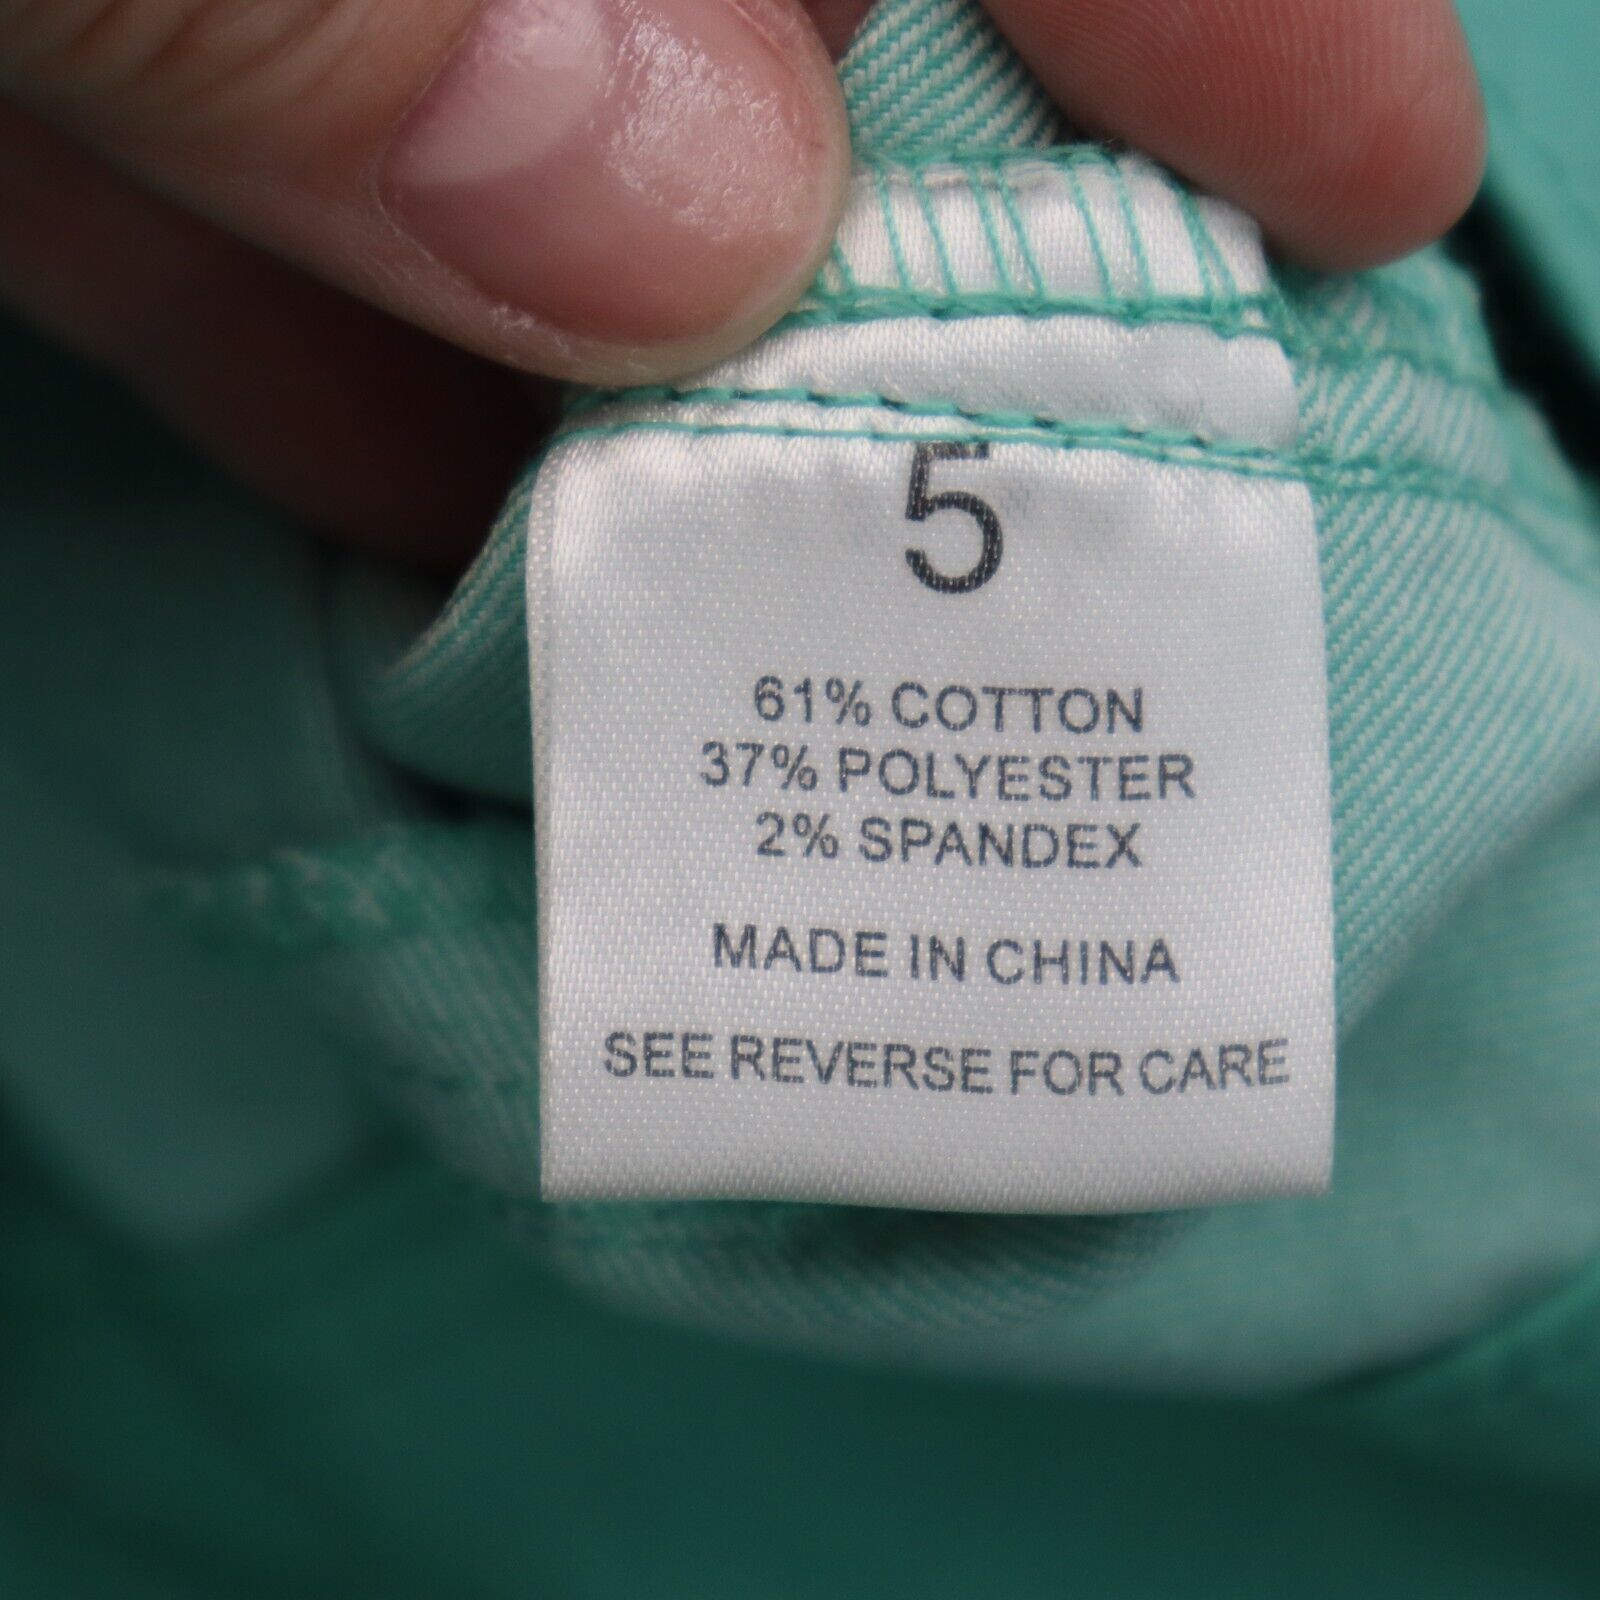 5
61% COTTON
37% POLYESTER
2% SPANDEX
MADE IN CHINA
SEE REVERSE FOR CARE